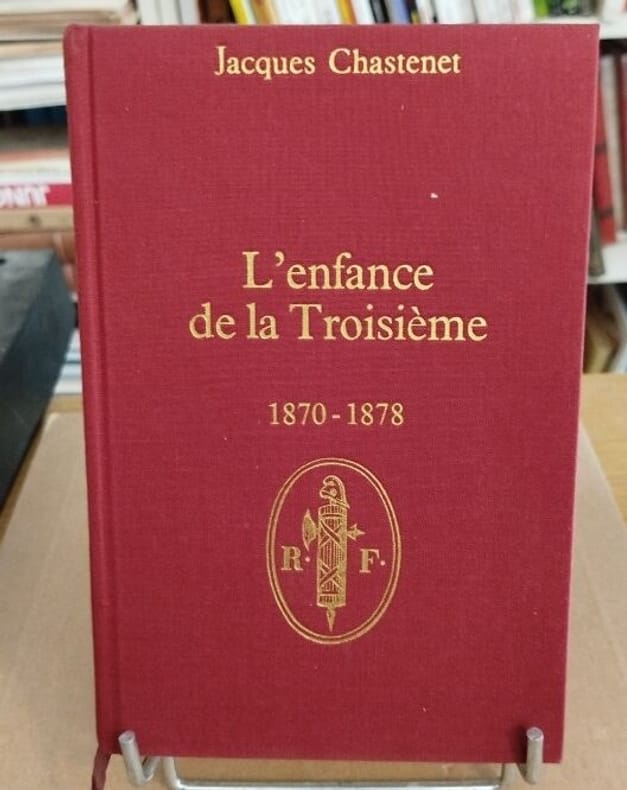 Jacques Chastenet
L'enfance
de la Troisième
1870-1878
R. F.